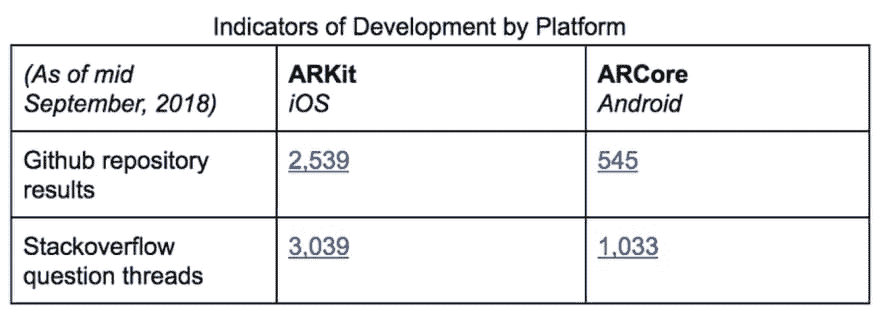 Indicators of Development by Platform
(As of mid
September, 2018)
ARKit
iOS
ARCore
Android
Github repository
results
2,539
545
Stackoverflow
question threads
3,039
1,033